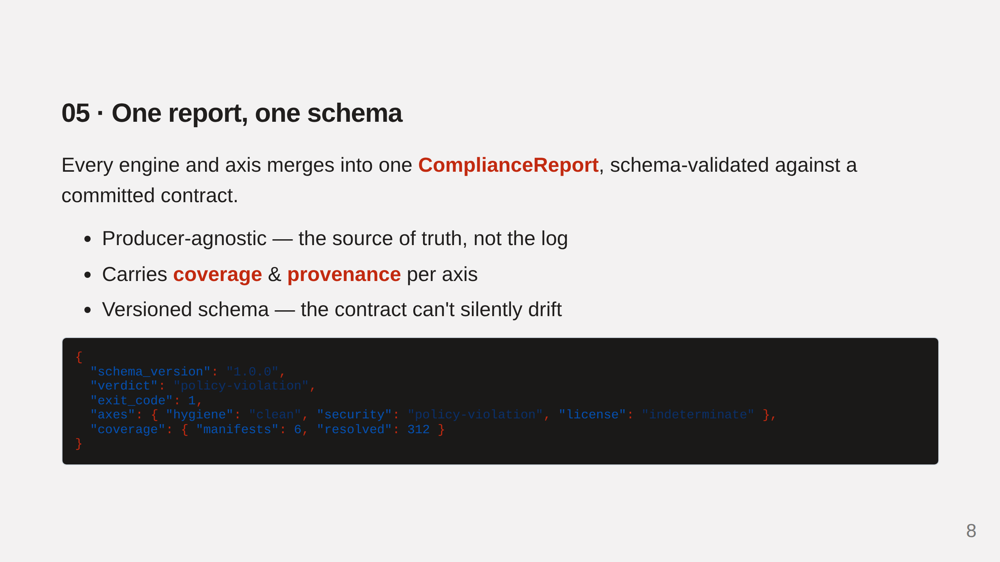 05 · One report, one schema
Every engine and axis merges into one ComplianceReport, schema-validated against a
committed contract.
• Producer-agnostic — the source of truth, not the log
• Carries coverage & provenance per axis
• Versioned schema — the contract can't silently drift
{
  "schema_version": "1.0.0",
  "verdict": "policy-violation",
  "exit_code": 1,
  "axes": { "hygiene": "clean", "security": "policy-violation", "license": "indeterminate" },
  "coverage": { "manifests": 6, "resolved": 312 }
}
8